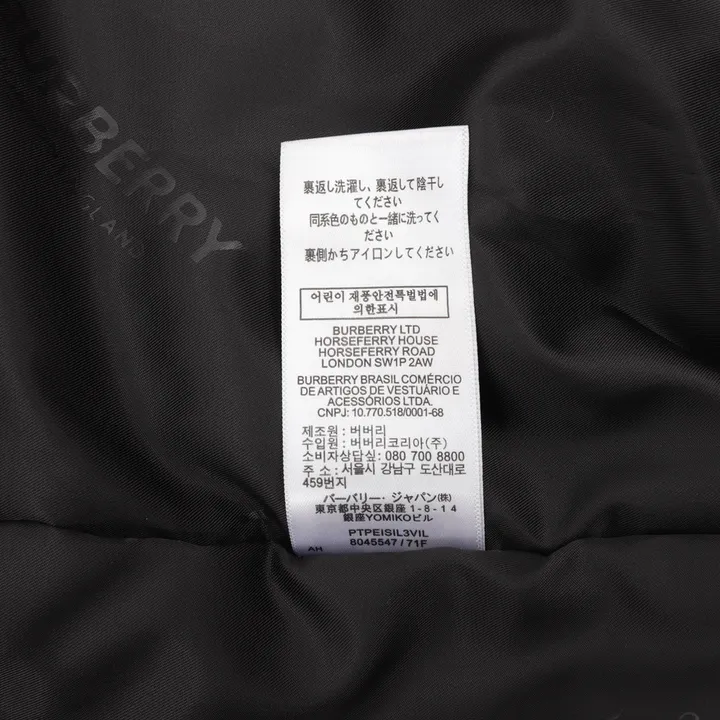 BURBERRY
ENGLAND
裏返し洗濯し、裏返して陰干し
てください
同系色のものと一緒に洗ってく
ださい
裏側かちアイロンしてください
어린이 제품안전특별법에
의한표시
BURBERRY LTD
HORSEFERRY HOUSE
HORSEFERRY ROAD
LONDON SW1P 2AW
BURBERRY BRASIL COMÉRCIO
DE ARTIGOS DE VESTUÁRIO E
ACESSÓRIOS LTDA.
CNPJ: 10.770.518/0001-68
제조원 : 버버리
수입원 : 버버리코리아(주)
소비자상답싶: 080 700 8800
주 소 : 서울시 강남구 도산대로
459번지
バーバリー・ジャパン(株)
東京都中央区銀座 1 - 8 - 1 4
銀座YOMIKOビル
PTPEISIL3VIL
AH 8045547 / 71F